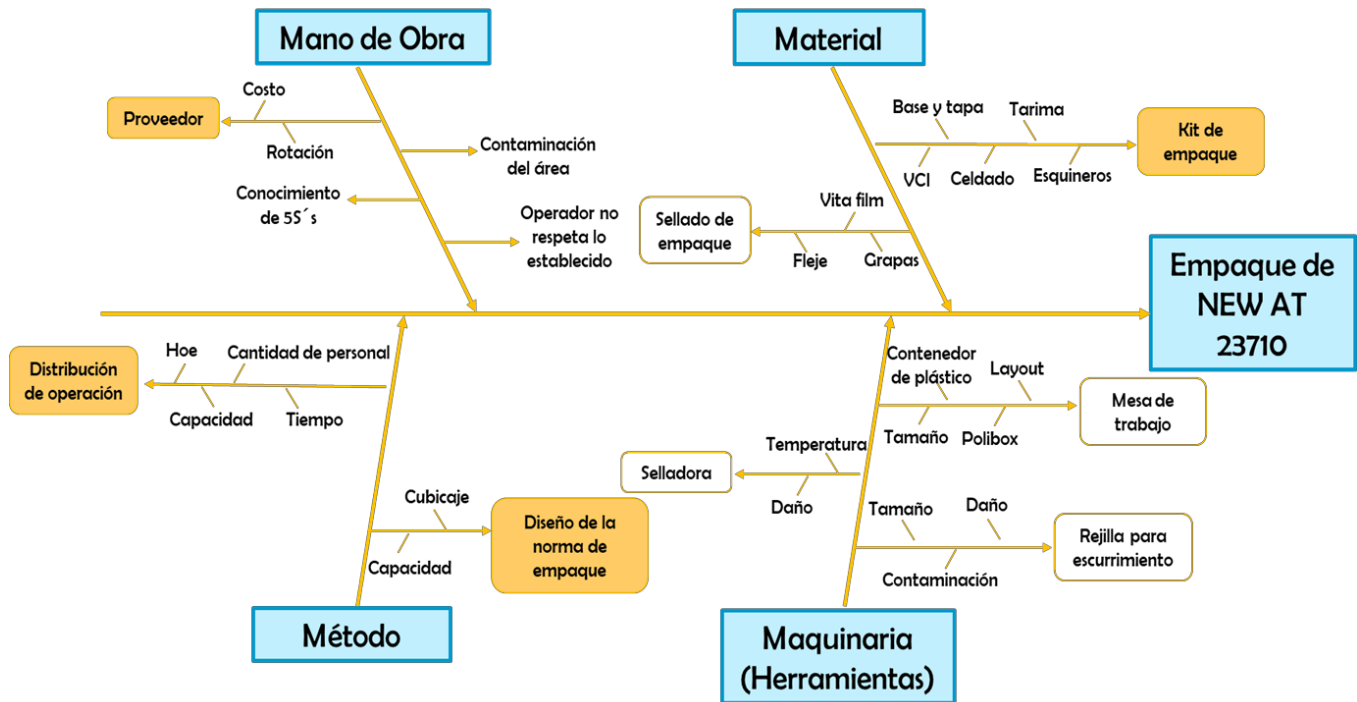 Mano de Obra
Material
Costo
Proveedor
Rotación
Contaminación
del área
Conocimiento
de 5S´s
Operador no
respeta lo
establecido
Base y tapa
Tarima
Kit de
empaque
VCI
Celdado
Esquineros
Vita film
Sellado de
empaque
Fleje
Grapas
Empaque de
NEW AT
23710
Hoe
Cantidad de personal
Distribución
de operación
Capacidad
Tiempo
Cubicaje
Diseño de la
norma de
empaque
Capacidad
Contenedor
de plástico
Layout
Mesa de
trabajo
Tamaño
Polibox
Temperatura
Selladora
Daño
Tamaño
Daño
Rejilla para
escurrimiento
Contaminación
Método
Maquinaria
(Herramientas)